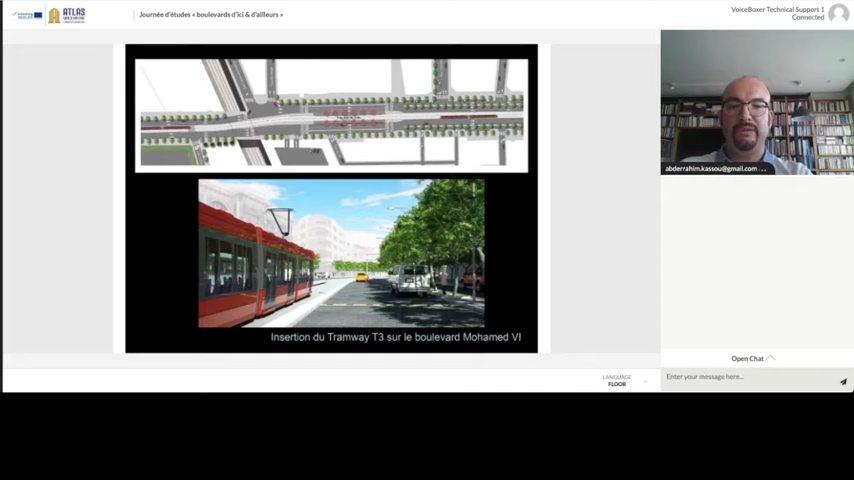 ATLAS
Journée d'études « boulevards d'ici & d'ailleurs »
VoiceBoxer Technical Support 1
Connected
abderrahim.kassou@gmail.com ...
Insertion du Tramway T3 sur le boulevard Mohamed VI
Open Chat
LANGUAGE
FLOOR
Enter your message here...